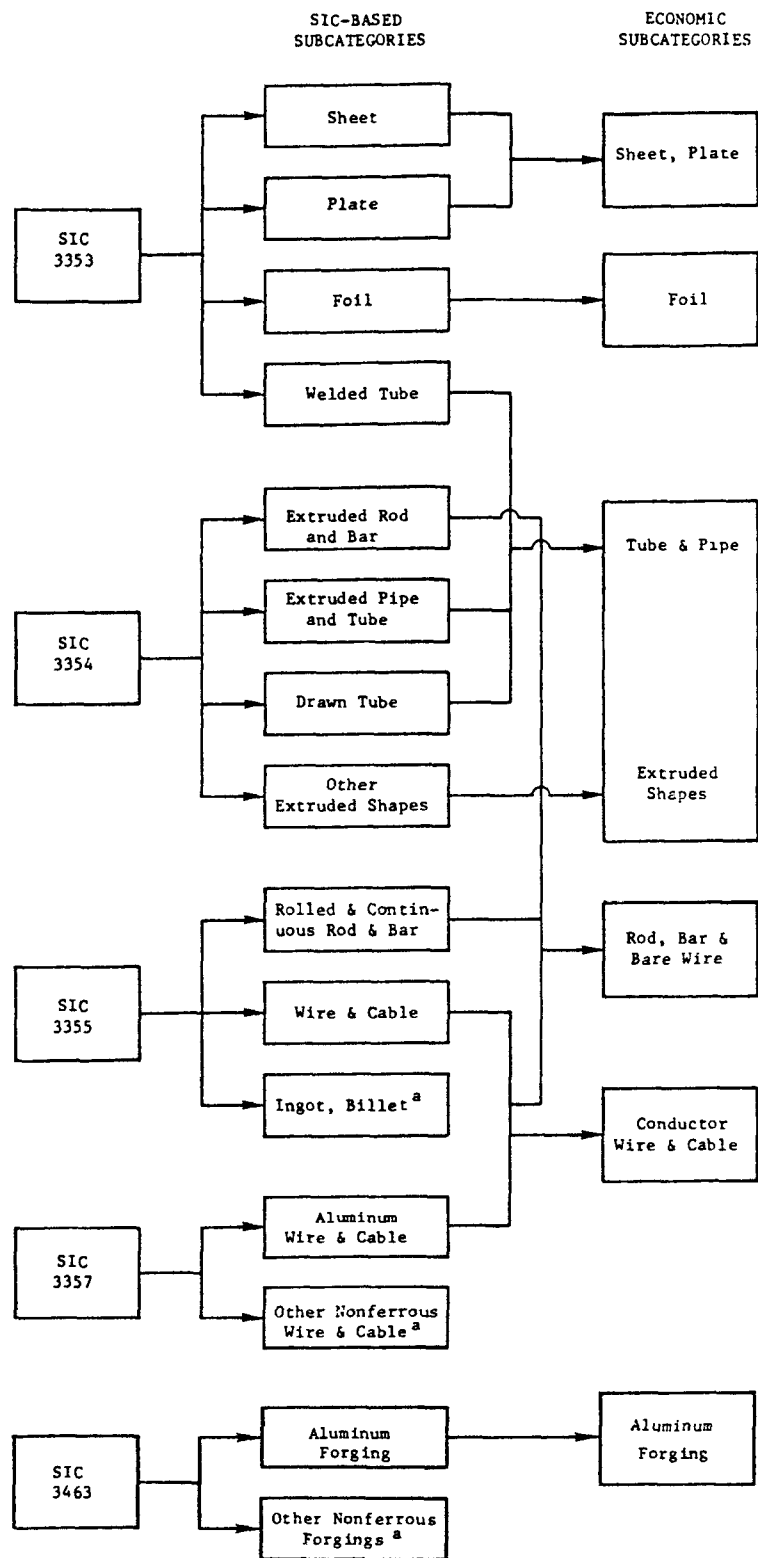 SIC-BASED
SUBCATEGORIES
ECONOMIC
SUBCATEGORIES
Sheet
Sheet, Plate
Plate
SIC
3353
Foil
Foil
Welded Tube
Extruded Rod
and Bar
Tube & Pipe
Extruded Pipe
and Tube
SIC
3354
Drawn Tube
Other
Extruded Shapes
Extruded
Shapes
Rolled & Contin-
uous Rod & Bar
Rod, Bar &
Bare Wire
SIC
3355
Wire & Cable
Ingot, Billet a
Conductor
Wire & Cable
Aluminum
Wire & Cable
SIC
3357
Other Nonferrous
Wire & Cable a
Aluminum
Forging
Aluminum
Forging
SIC
3463
Other Nonferrous
Forgings a